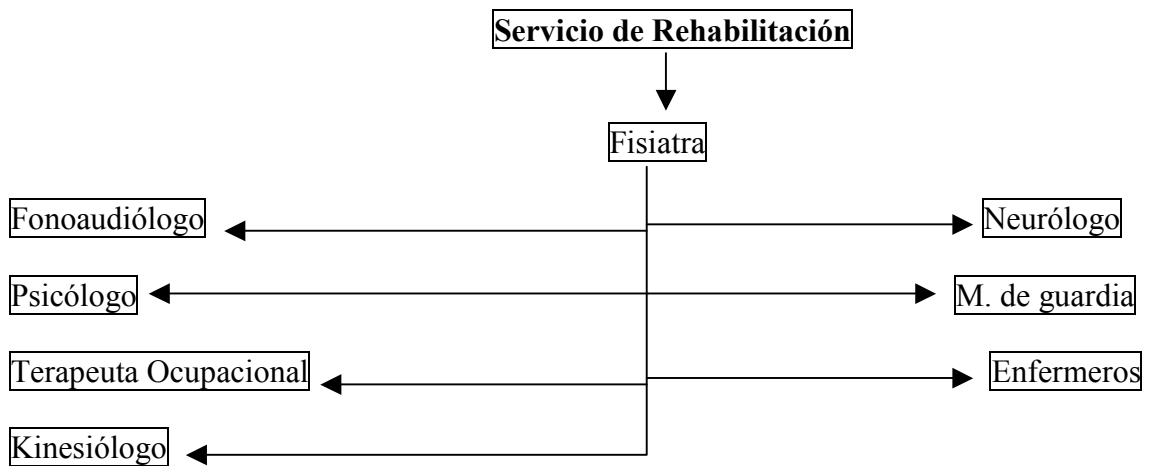 Servicio de Rehabilitación
Fisiatra
Fonoaudiólogo
Neurólogo
Psicólogo
M. de guardia
Terapeuta Ocupacional
Enfermeros
Kinesiólogo